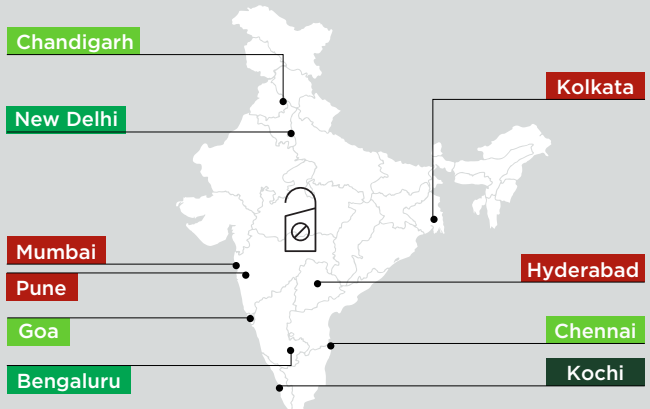 Chandigarh
New Delhi
Kolkata
Mumbai
Pune
Goa
Bengaluru
Hyderabad
Chennai
Kochi